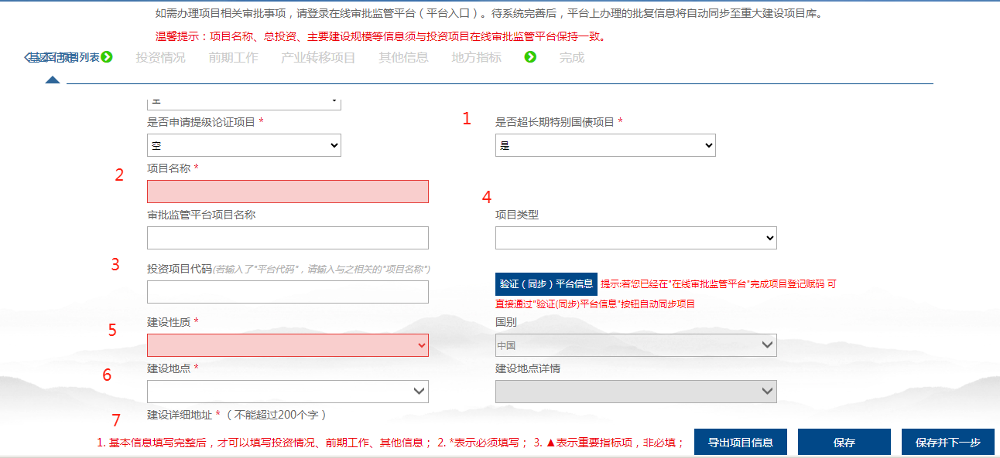 如需办理项目相关审批事项，请登录在线审批监管平台（平台入口）。待系统完善后，平台上办理的批复信息将自动同步至重大建设项目库。
温馨提示：项目名称、总投资、主要建设规模等信息须与投资项目在线审批监管平台保持一致。
返回项目列表 基本信息 投资情况 前期工作 产业转移项目 其他信息 地方指标 完成
空
是否申请提级论证项目 * 1 是否超长期特别国债项目 *
空 是
2 项目名称 *
4
审批监管平台项目名称 项目类型
3 投资项目代码(若输入了"平台代码"，请输入与之相关的"项目名称")
验证（同步）平台信息 提示:若您已经在"在线审批监管平台"完成项目登记赋码 可
直接通过"验证(同步)平台信息"按钮自动同步项目
5 建设性质 * 国别
中国
6 建设地点 * 建设地点详情
7 建设详细地址 *（不能超过200个字）
1. 基本信息填写完整后，才可以填写投资情况、前期工作、其他信息； 2. *表示必须填写； 3. ▲表示重要指标项，非必填； 导出项目信息 保存 保存并下一步